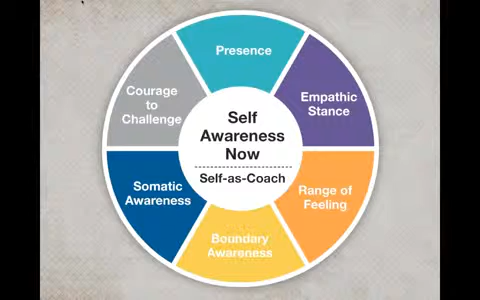 Presence
Empathic
Stance
Range of
Feeling
Boundary
Awareness
Somatic
Awareness
Courage
to
Challenge
Self
Awareness
Now
Self-as-Coach